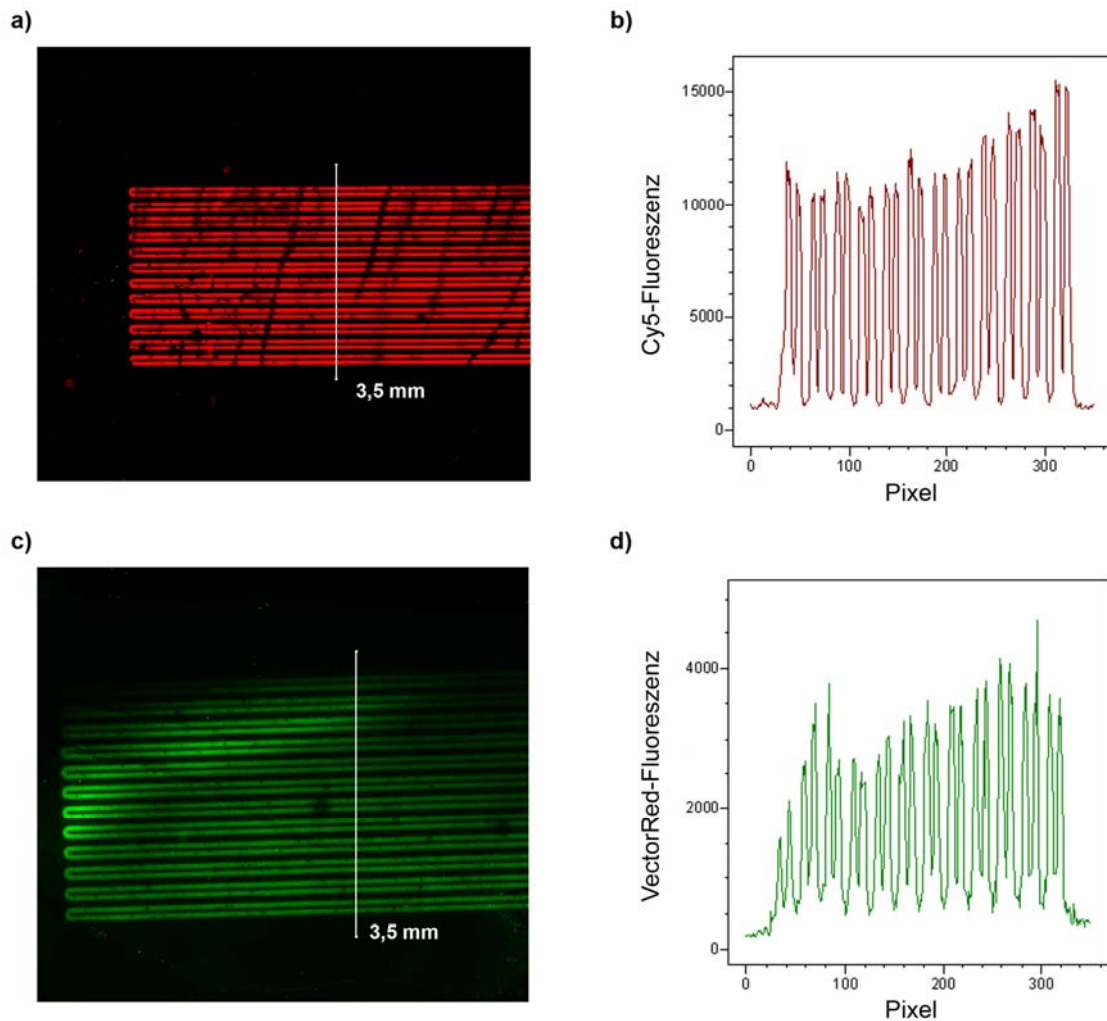 a)
3,5 mm
b)
15000
10000
5000
0
Cy5-Fluoreszenz
0 100 200 300
Pixel
c)
3,5 mm
d)
4000
2000
0
VectorRed-Fluoreszenz
0 100 200 300
Pixel